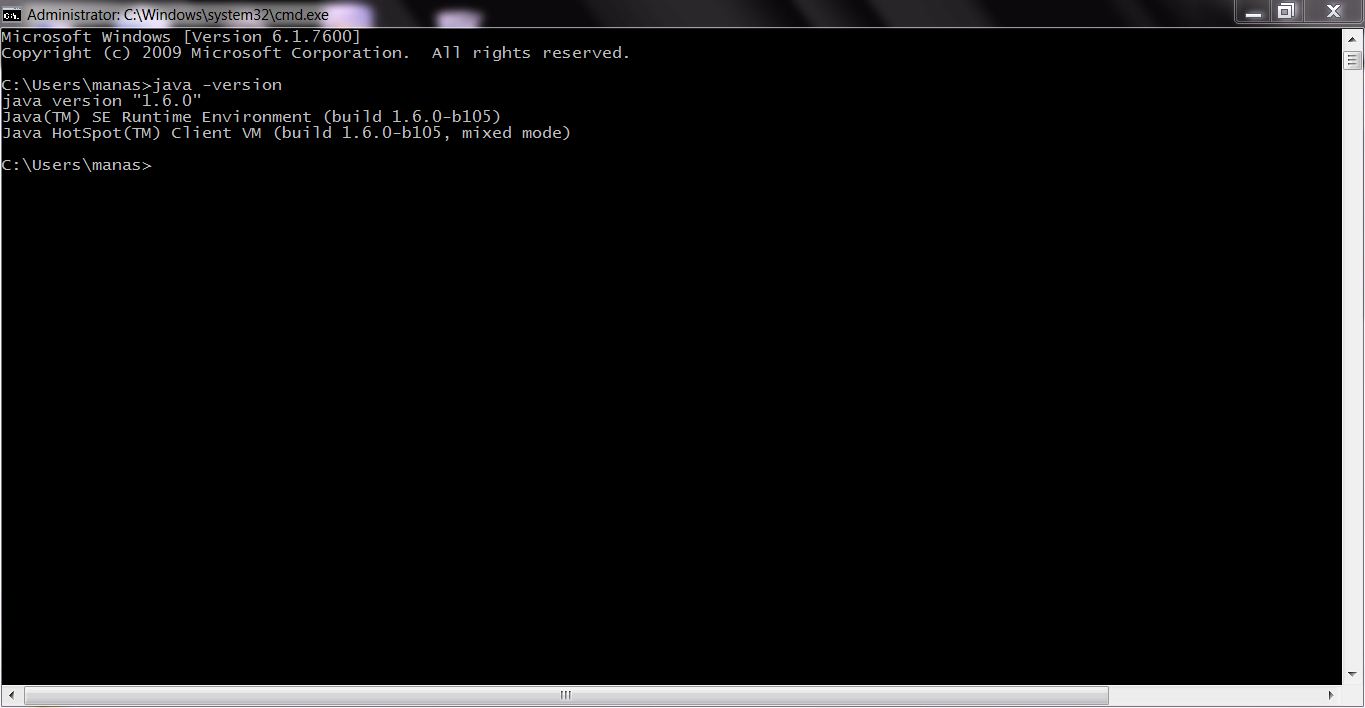 Administrator: C:\Windows\system32\cmd.exe
Microsoft Windows [Version 6.1.7600]
Copyright (c) 2009 Microsoft Corporation.  All rights reserved.
C:\Users\manas>java -version
java version "1.6.0"
Java(TM) SE Runtime Environment (build 1.6.0-b105)
Java HotSpot(TM) Client VM (build 1.6.0-b105, mixed mode)
C:\Users\manas>